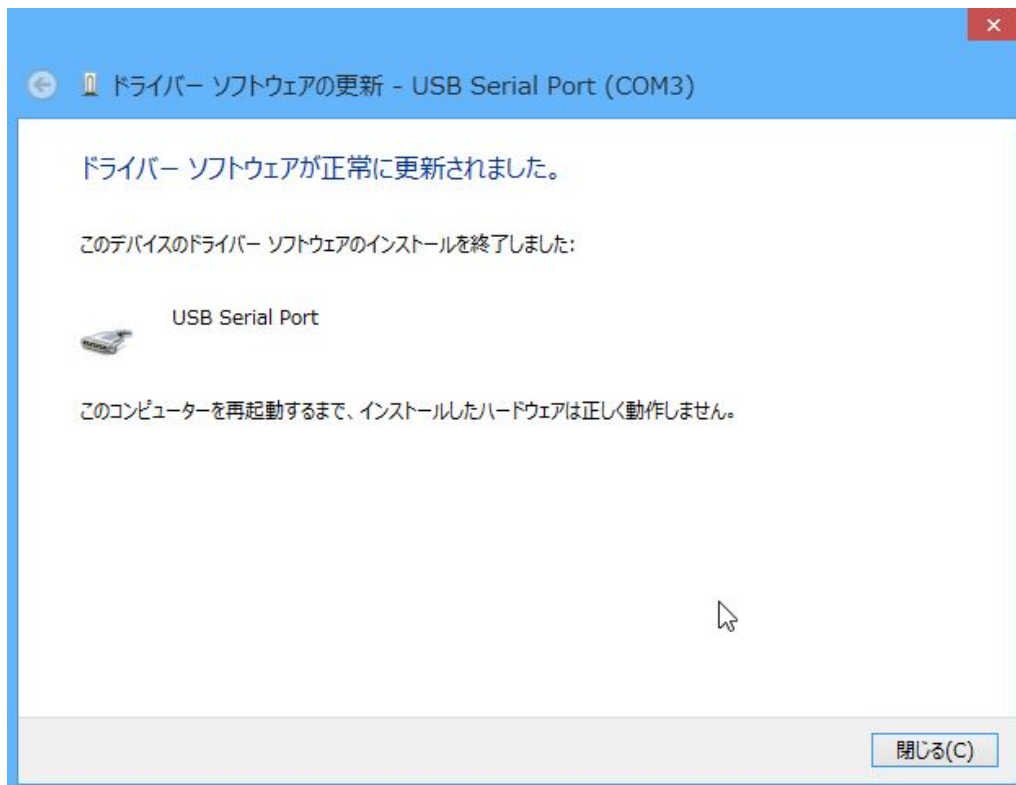 ドライバー ソフトウェアの更新 - USB Serial Port (COM3)
ドライバー ソフトウェアが正常に更新されました。
このデバイスのドライバー ソフトウェアのインストールを終了しました:
USB Serial Port
このコンピューターを再起動するまで、インストールしたハードウェアは正しく動作しません。
閉じる(C)